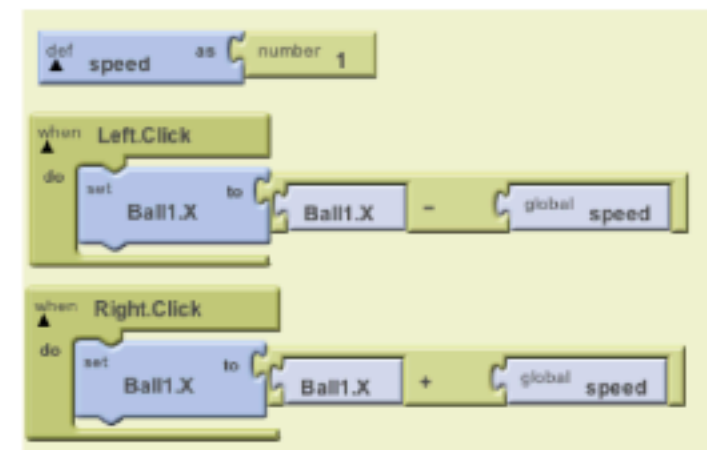 def speed as number 1
when Left.Click
do set Ball1.X to Ball1.X - global speed
when Right.Click
do set Ball1.X to Ball1.X + global speed